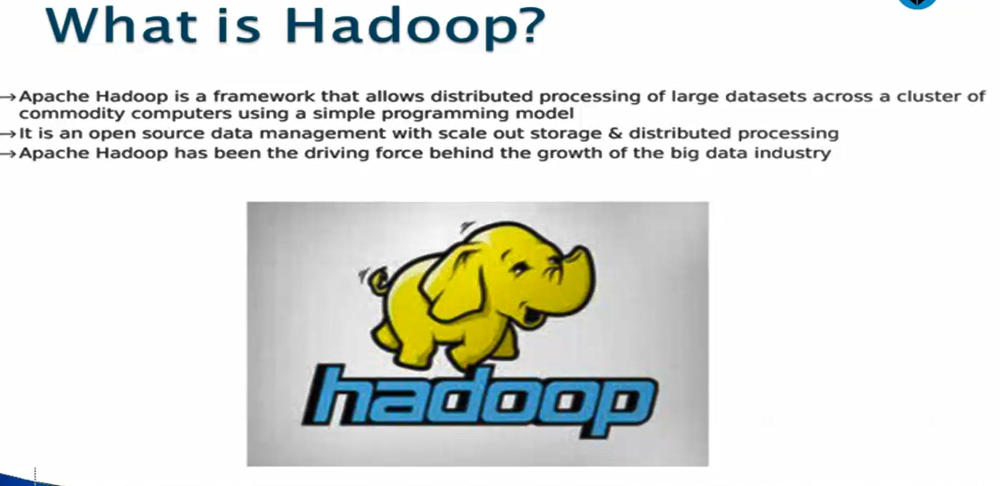 What is Hadoop?
→Apache Hadoop is a framework that allows distributed processing of large datasets across a cluster of
commodity computers using a simple programming model
→It is an open source data management with scale out storage & distributed processing
→Apache Hadoop has been the driving force behind the growth of the big data industry
hadoop